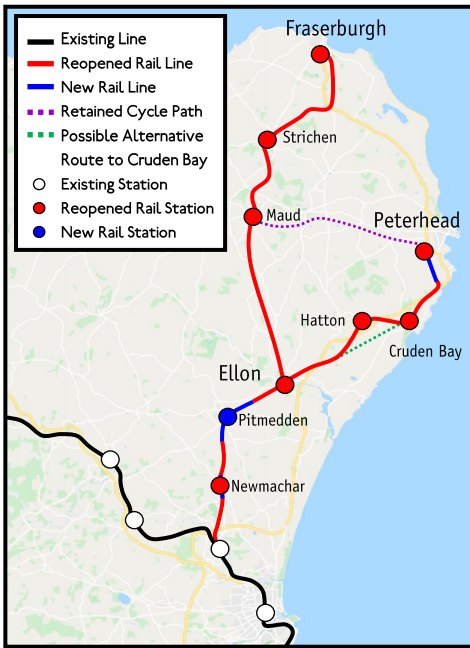 Existing Line
Reopened Rail Line
New Rail Line
Retained Cycle Path
Possible Alternative
Route to Cruden Bay
Existing Station
Reopened Rail Station
New Rail Station
Fraserburgh
Strichen
Maud
Peterhead
Hatton
Cruden Bay
Ellon
Pitmedden
Newmachar